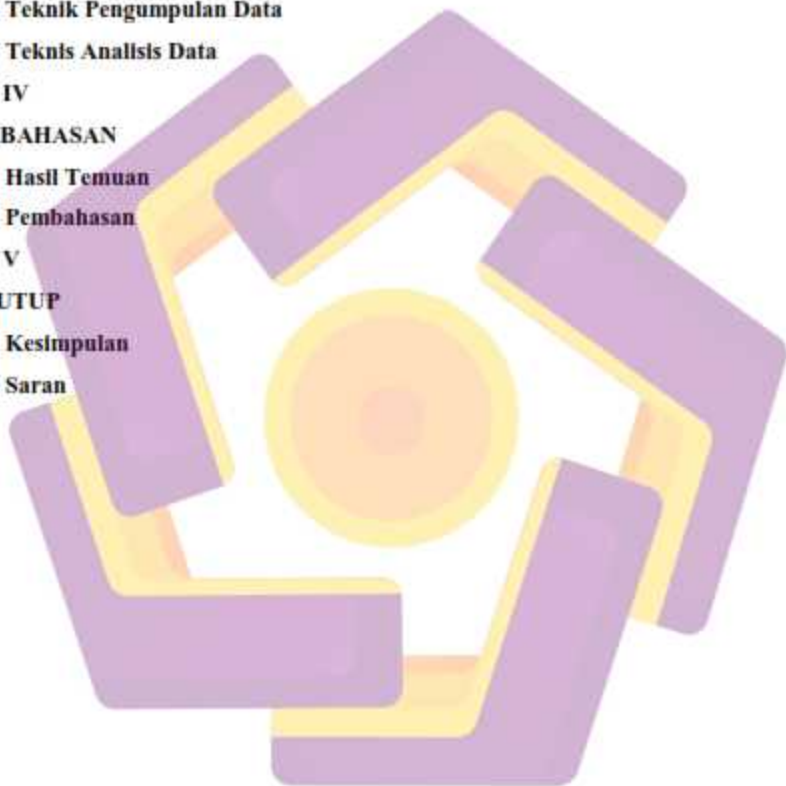 Teknik Pengumpulan Data
Teknis Analisis Data
IV
BAHASAN
Hasil Temuan
Pembahasan
V
UTUP
Kesimpulan
Saran